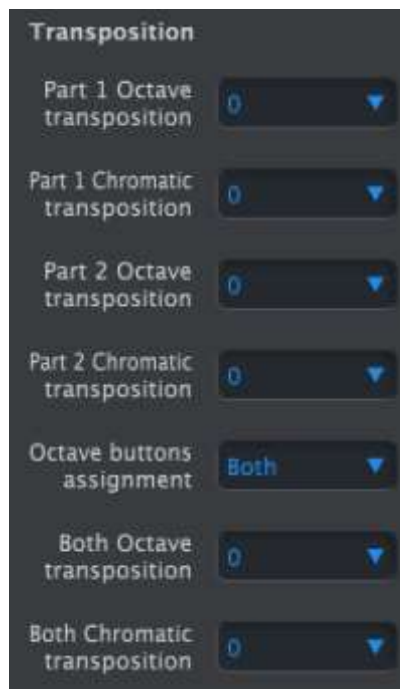 Transposition
Part 1 Octave
transposition
0
Part 1 Chromatic
transposition
0
Part 2 Octave
transposition
0
Part 2 Chromatic
transposition
0
Octave buttons
assignment
Both
Both Octave
transposition
0
Both Chromatic
transposition
0